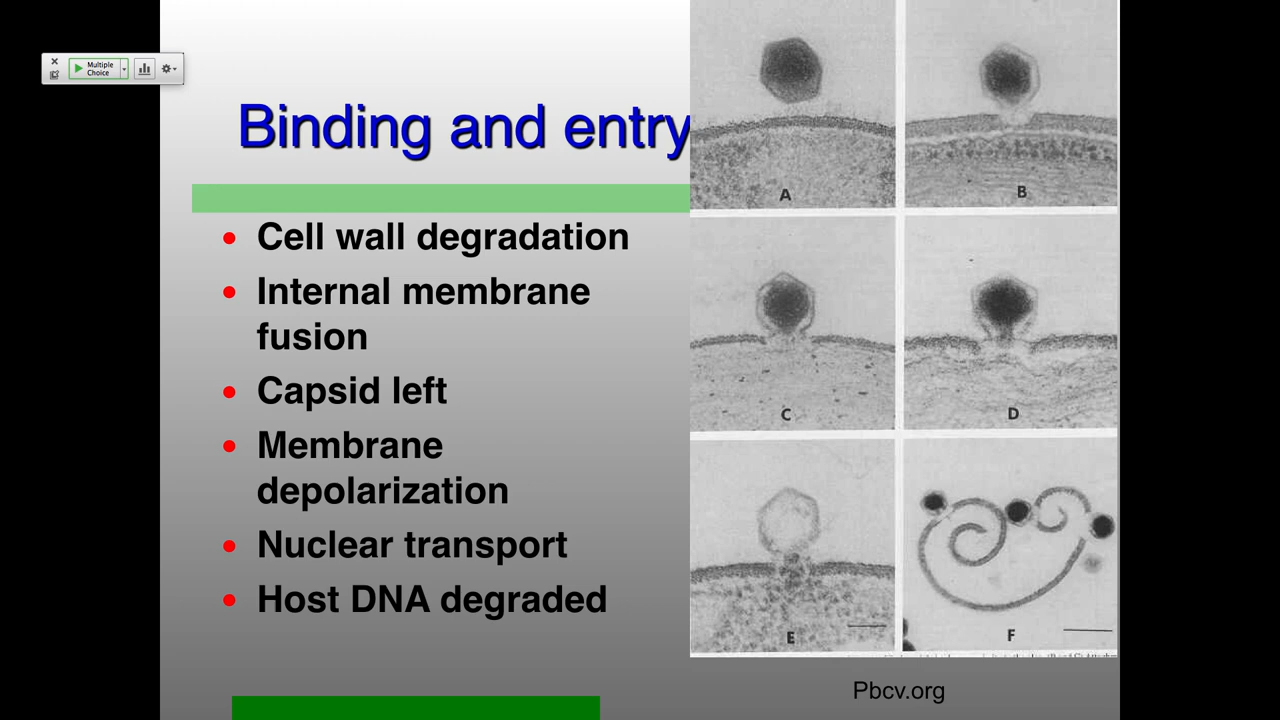 Multiple
Choice
Binding and entry
Cell wall degradation
Internal membrane
fusion
Capsid left
Membrane
depolarization
Nuclear transport
Host DNA degraded
A
B
C
D
E
F
Pbcv.org